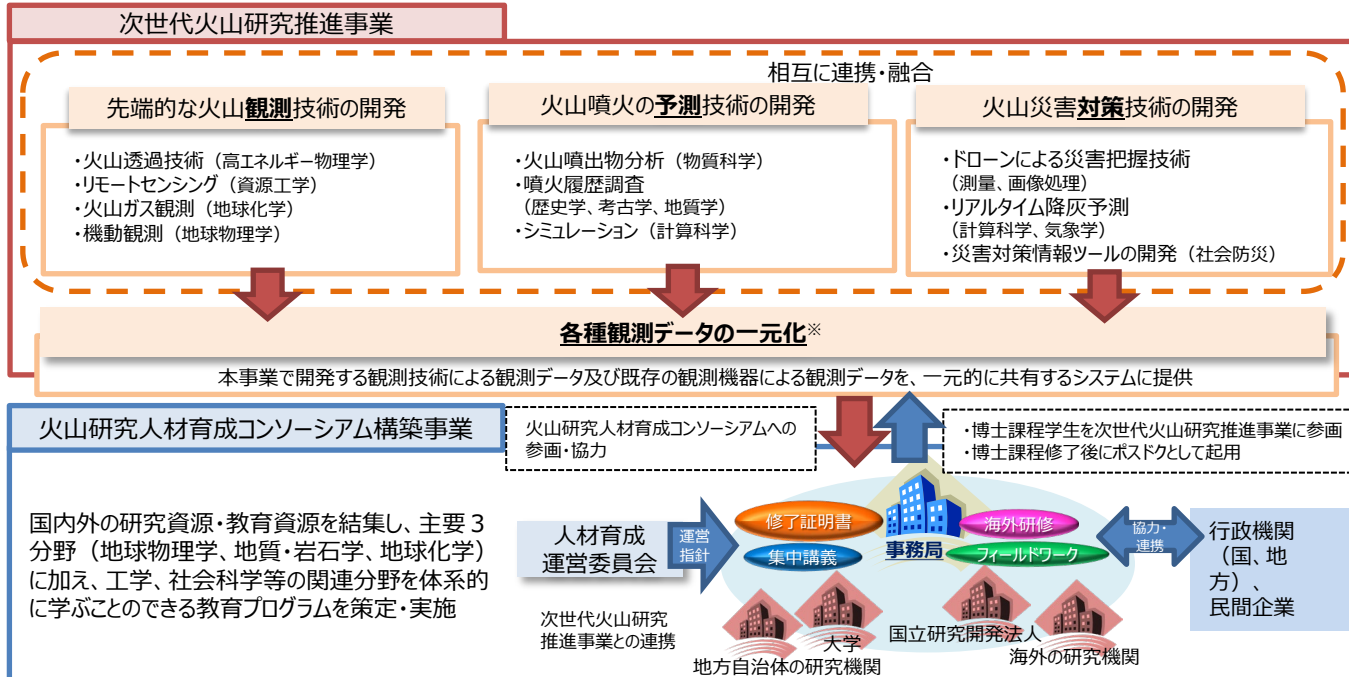 次世代火山研究推進事業
相互に連携・融合
先端的な火山観測技術の開発
・火山透過技術（高エネルギー物理学）
・リモートセンシング（資源工学）
・火山ガス観測（地球化学）
・機動観測（地球物理学）
火山噴火の予測技術の開発
・火山噴出物分析（物質科学）
・噴火履歴調査
（歴史学、考古学、地質学）
・シミュレーション（計算科学）
火山災害対策技術の開発
・ドローンによる災害把握技術
（測量、画像処理）
・リアルタイム降灰予測
（計算科学、気象学）
・災害対策情報ツールの開発（社会防災）
各種観測データの一元化※
本事業で開発する観測技術による観測データ及び既存の観測機器による観測データを、一元的に共有するシステムに提供
火山研究人材育成コンソーシアム構築事業
火山研究人材育成コンソーシアムへの
参画・協力
・博士課程学生を次世代火山研究推進事業に参画
・博士課程修了後にポスドクとして起用
国内外の研究資源・教育資源を結集し、主要３
分野（地球物理学、地質・岩石学、地球化学）
に加え、工学、社会科学等の関連分野を体系的
に学ぶことのできる教育プログラムを策定・実施
人材育成
運営委員会
運営
指針
修了証明書
集中講義
事務局
海外研修
フィールドワーク
協力・
連携
行政機関
（国、地
方）、
民間企業
次世代火山研究
推進事業との連携
大学
地方自治体の研究機関
国立研究開発法人
海外の研究機関